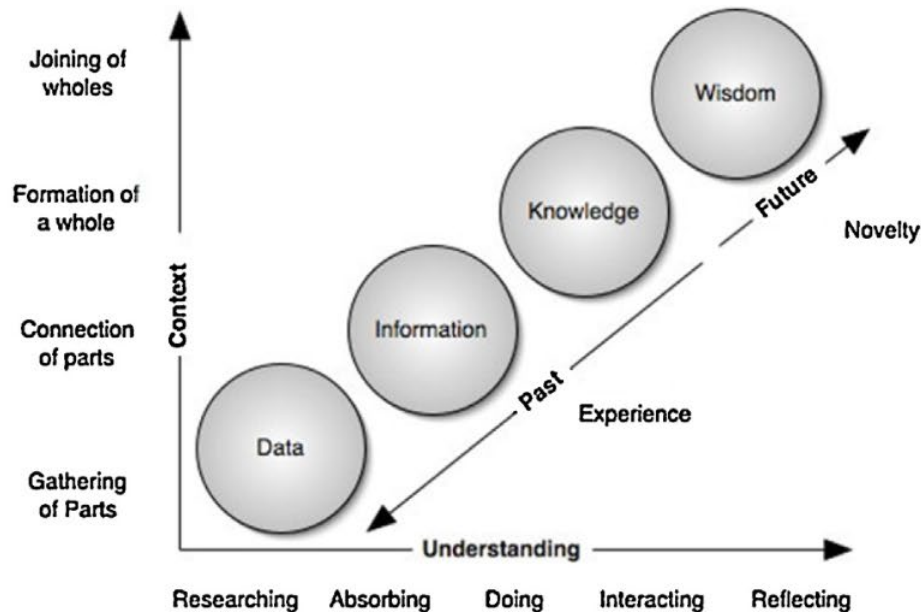 Joining of
wholes
Wisdom
Formation of
a whole
Knowledge
Future
Novelty
Context
Connection
of parts
Information
Past
Experience
Data
Gathering
of Parts
Understanding
Researching Absorbing Doing Interacting Reflecting